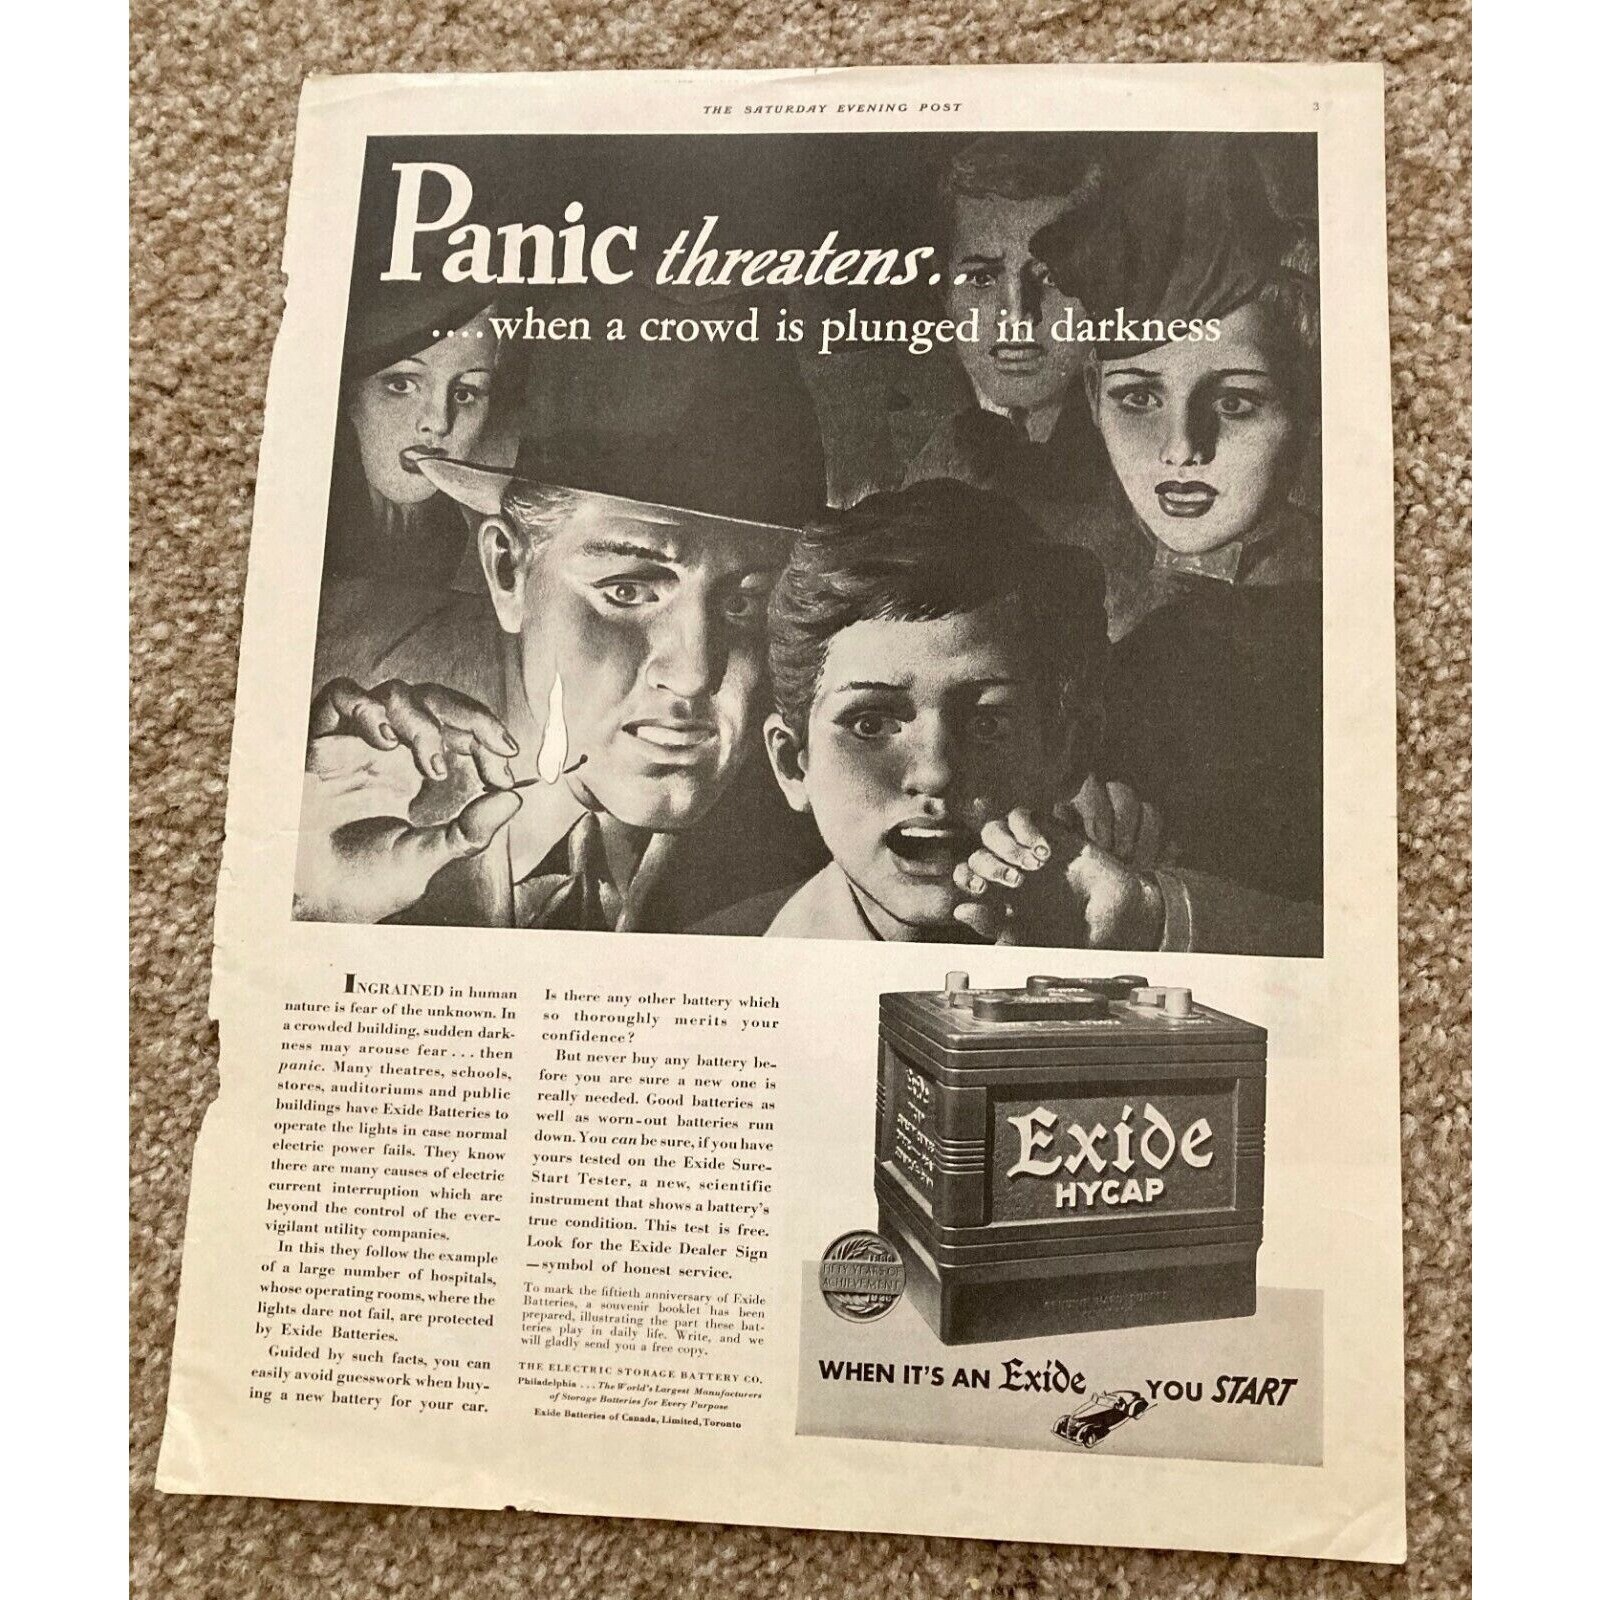 THE SATURDAY EVENING POST
3
Panic threatens..
....when a crowd is plunged in darkness
INGRAINED in human
nature is fear of the unknown. In
a crowded building, sudden dark-
ness may arouse fear . . . then
panic. Many theatres, schools,
stores, auditoriums and public
buildings have Exide Batteries to
operate the lights in case normal
electric power fails. They know
there are many causes of electric
current interruption which are
beyond the control of the ever-
vigilant utility companies.
In this they follow the example
of a large number of hospitals,
whose operating rooms, where the
lights dare not fail, are protected
by Exide Batteries.
Guided by such facts, you can
easily avoid guesswork when buy-
ing a new battery for your car.
Is there any other battery which
so thoroughly merits your
confidence?
But never buy any battery be-
fore you are sure a new one is
really needed. Good batteries as
well as worn-out batteries run
down. You can be sure, if you have
yours tested on the Exide Sure-
Start Tester, a new, scientific
instrument that shows a battery's
true condition. This test is free.
Look for the Exide Dealer Sign
—symbol of honest service.
To mark the fiftieth anniversary of Exide
Batteries, a souvenir booklet has been
prepared, illustrating the part these bat-
teries play in daily life. Write, and we
will gladly send you a free copy.
THE ELECTRIC STORAGE BATTERY CO.
Philadelphia . . . The World's Largest Manufacturers
of Storage Batteries for Every Purpose
Exide Batteries of Canada, Limited, Toronto
Exide
HYCAP
FIFTY YEARS OF
ACHIEVEMENT
WHEN IT'S AN Exide YOU START